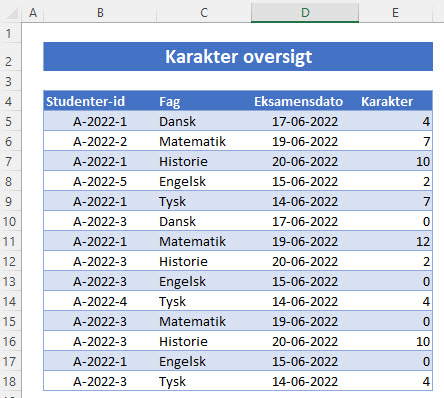 A B C D E
1
2 Karakter oversigt
3
4 Studenter-id Fag Eksamensdato Karakter
5 A-2022-1 Dansk 17-06-2022 4
6 A-2022-2 Matematik 19-06-2022 7
7 A-2022-1 Historie 20-06-2022 10
8 A-2022-5 Engelsk 15-06-2022 2
9 A-2022-1 Tysk 14-06-2022 7
10 A-2022-3 Dansk 17-06-2022 0
11 A-2022-1 Matematik 19-06-2022 12
12 A-2022-3 Historie 20-06-2022 2
13 A-2022-3 Engelsk 15-06-2022 0
14 A-2022-4 Tysk 14-06-2022 4
15 A-2022-3 Matematik 19-06-2022 0
16 A-2022-3 Historie 20-06-2022 10
17 A-2022-1 Engelsk 15-06-2022 0
18 A-2022-3 Tysk 14-06-2022 4